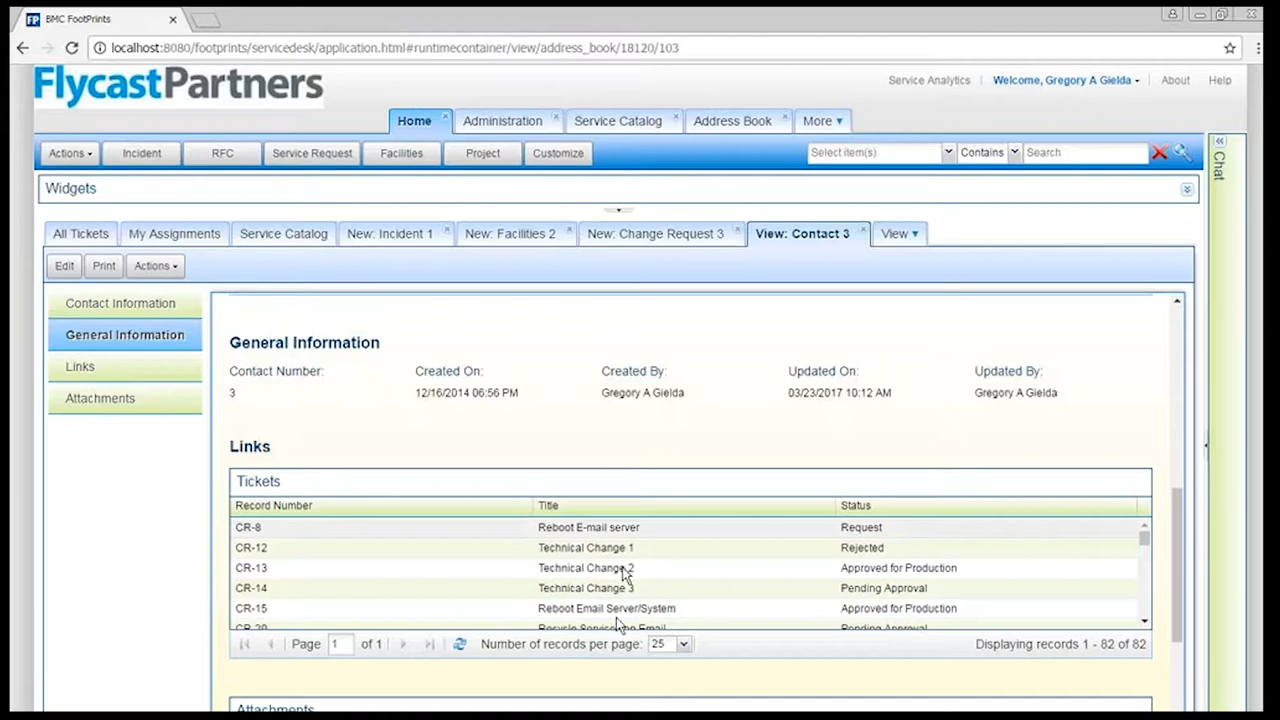 BMC FootPrints
localhost:8080/footprints/servicedesk/application.html#runtimecontainer/view/address_book/18120/103
FlycastPartners
Service Analytics Welcome, Gregory A Gielda About Help
Home Administration Service Catalog Address Book More
Actions Incident RFC Service Request Facilities Project Customize Select item(s) Contains Search
Chat
Widgets
All Tickets My Assignments Service Catalog New: Incident 1 New: Facilities 2 New: Change Request 3 View: Contact 3 View
Edit Print Actions
Contact Information
General Information
Links
Attachments
General Information
Contact Number: Created On: Created By: Updated On: Updated By:
3 12/16/2014 06:56 PM Gregory A Gielda 03/23/2017 10:12 AM Gregory A Gielda
Links
Tickets
Record Number Title Status
CR-8 Reboot E-mail server Request
CR-12 Technical Change 1 Rejected
CR-13 Technical Change 2 Approved for Production
CR-14 Technical Change 3 Pending Approval
CR-15 Reboot Email Server/System Approved for Production
CR-20 Recycle Service on Email Pending Approval
Page 1 of 1 Number of records per page: 25 Displaying records 1 - 82 of 82
Attachments